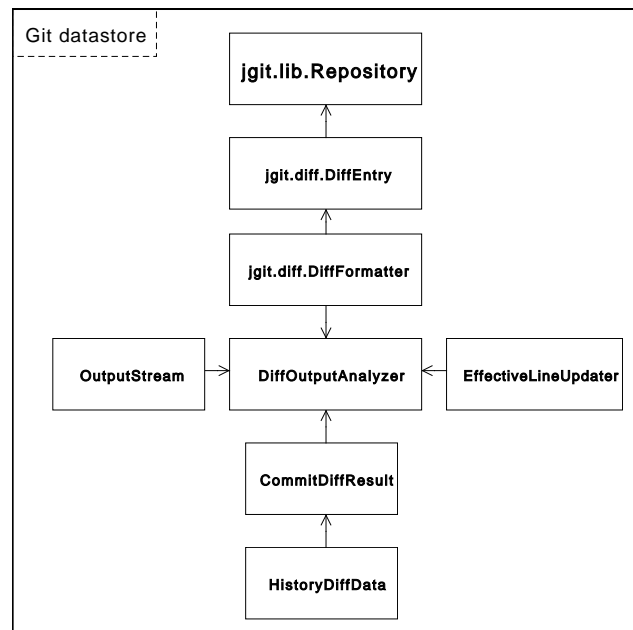 Git datastore
jgit.lib.Repository
jgit.diff.DiffEntry
jgit.diff.DiffFormatter
OutputStream
DiffOutputAnalyzer
EffectiveLineUpdater
CommitDiffResult
HistoryDiffData